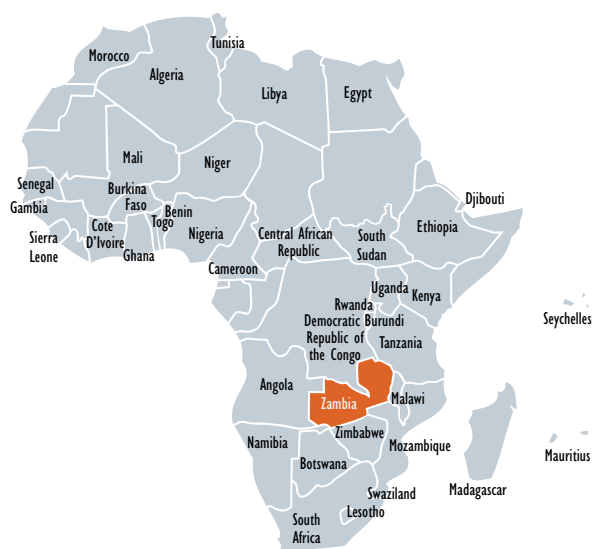 Tunisia
Morocco
Algeria
Libya
Egypt
Mali
Niger
Senegal
Burkina
Faso
Djibouti
Gambia
Benin
Togo
Cote
D'Ivoire
Nigeria
Central African
Republic
South
Sudan
Ethiopia
Sierra
Leone
Ghana
Cameroon
Uganda
Kenya
Rwanda
Democratic
Republic of
the Congo
Burundi
Seychelles
Tanzania
Angola
Zambia
Malawi
Zimbabwe
Namibia
Mozambique
Botswana
Mauritius
Madagascar
Swaziland
Lesotho
South
Africa